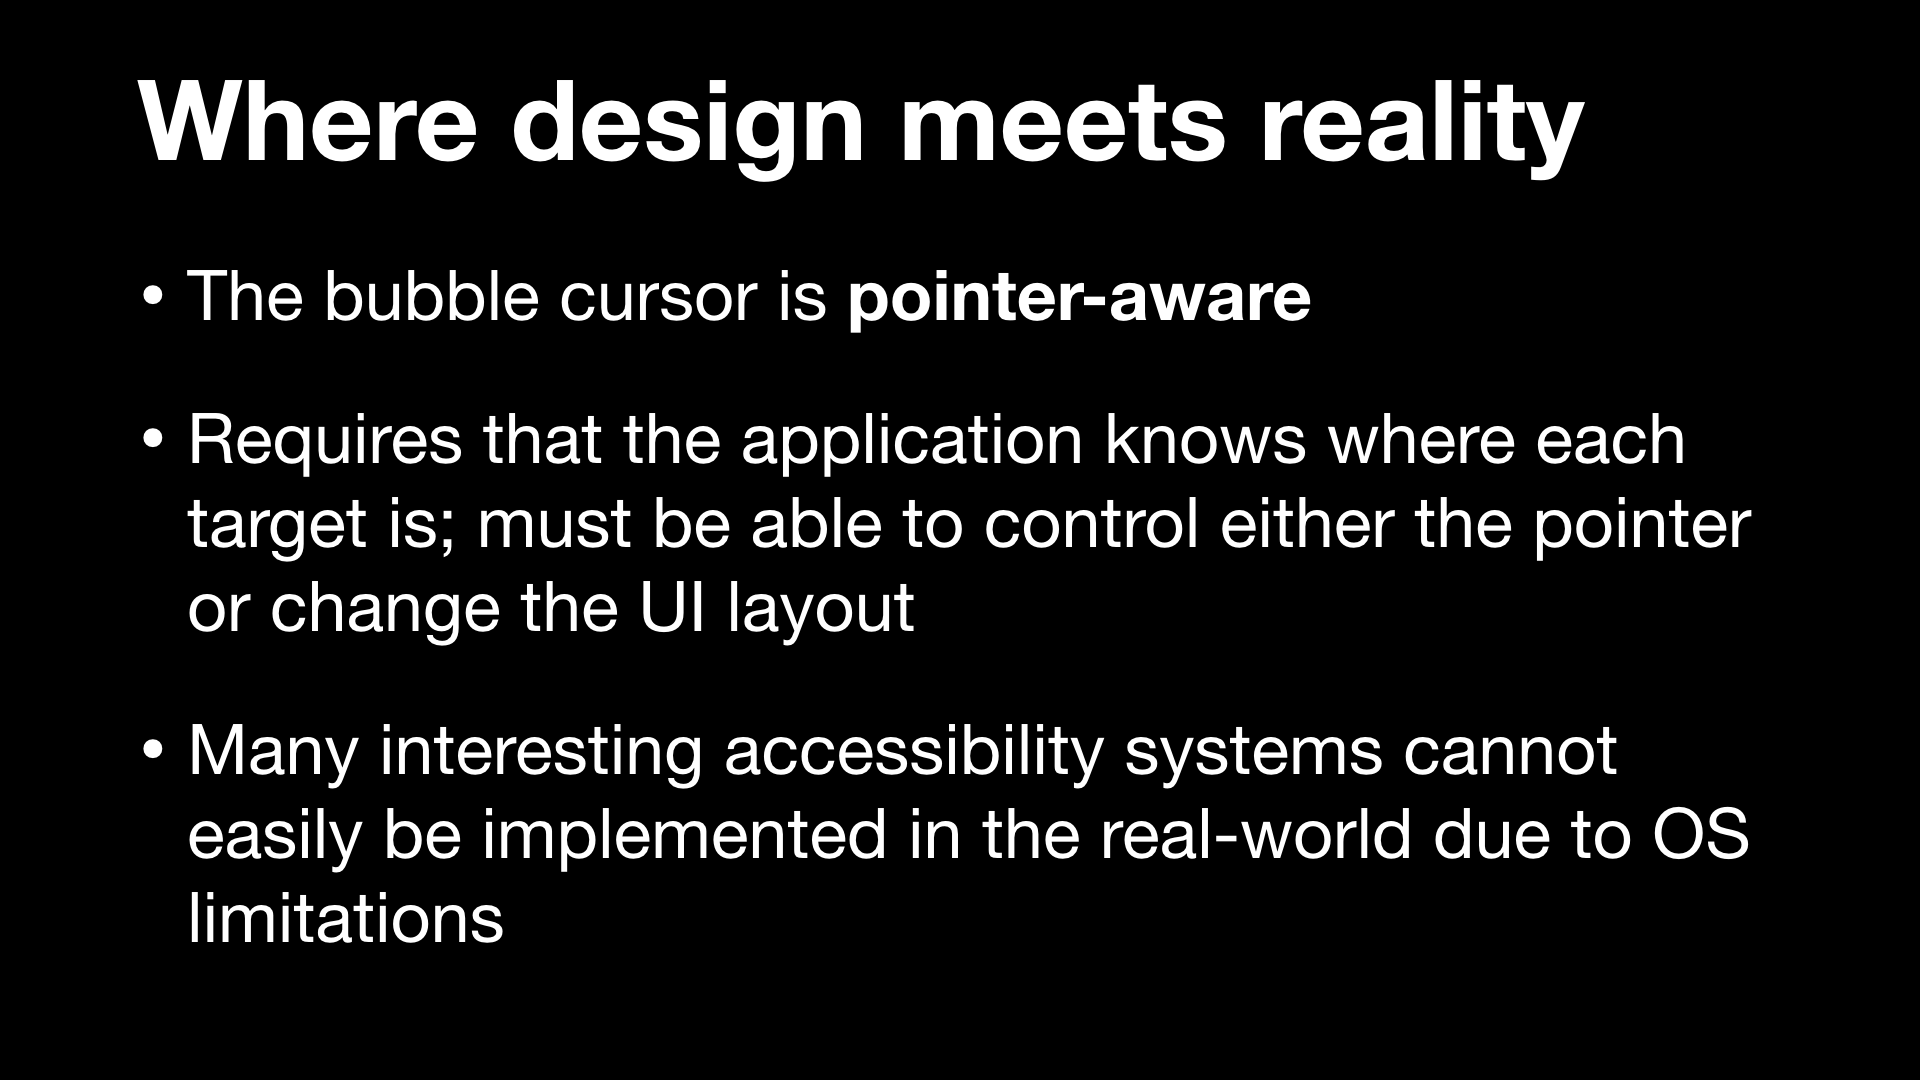 Where design meets reality
• The bubble cursor is pointer-aware
• Requires that the application knows where each
target is; must be able to control either the pointer
or change the UI layout
• Many interesting accessibility systems cannot
easily be implemented in the real-world due to OS
limitations